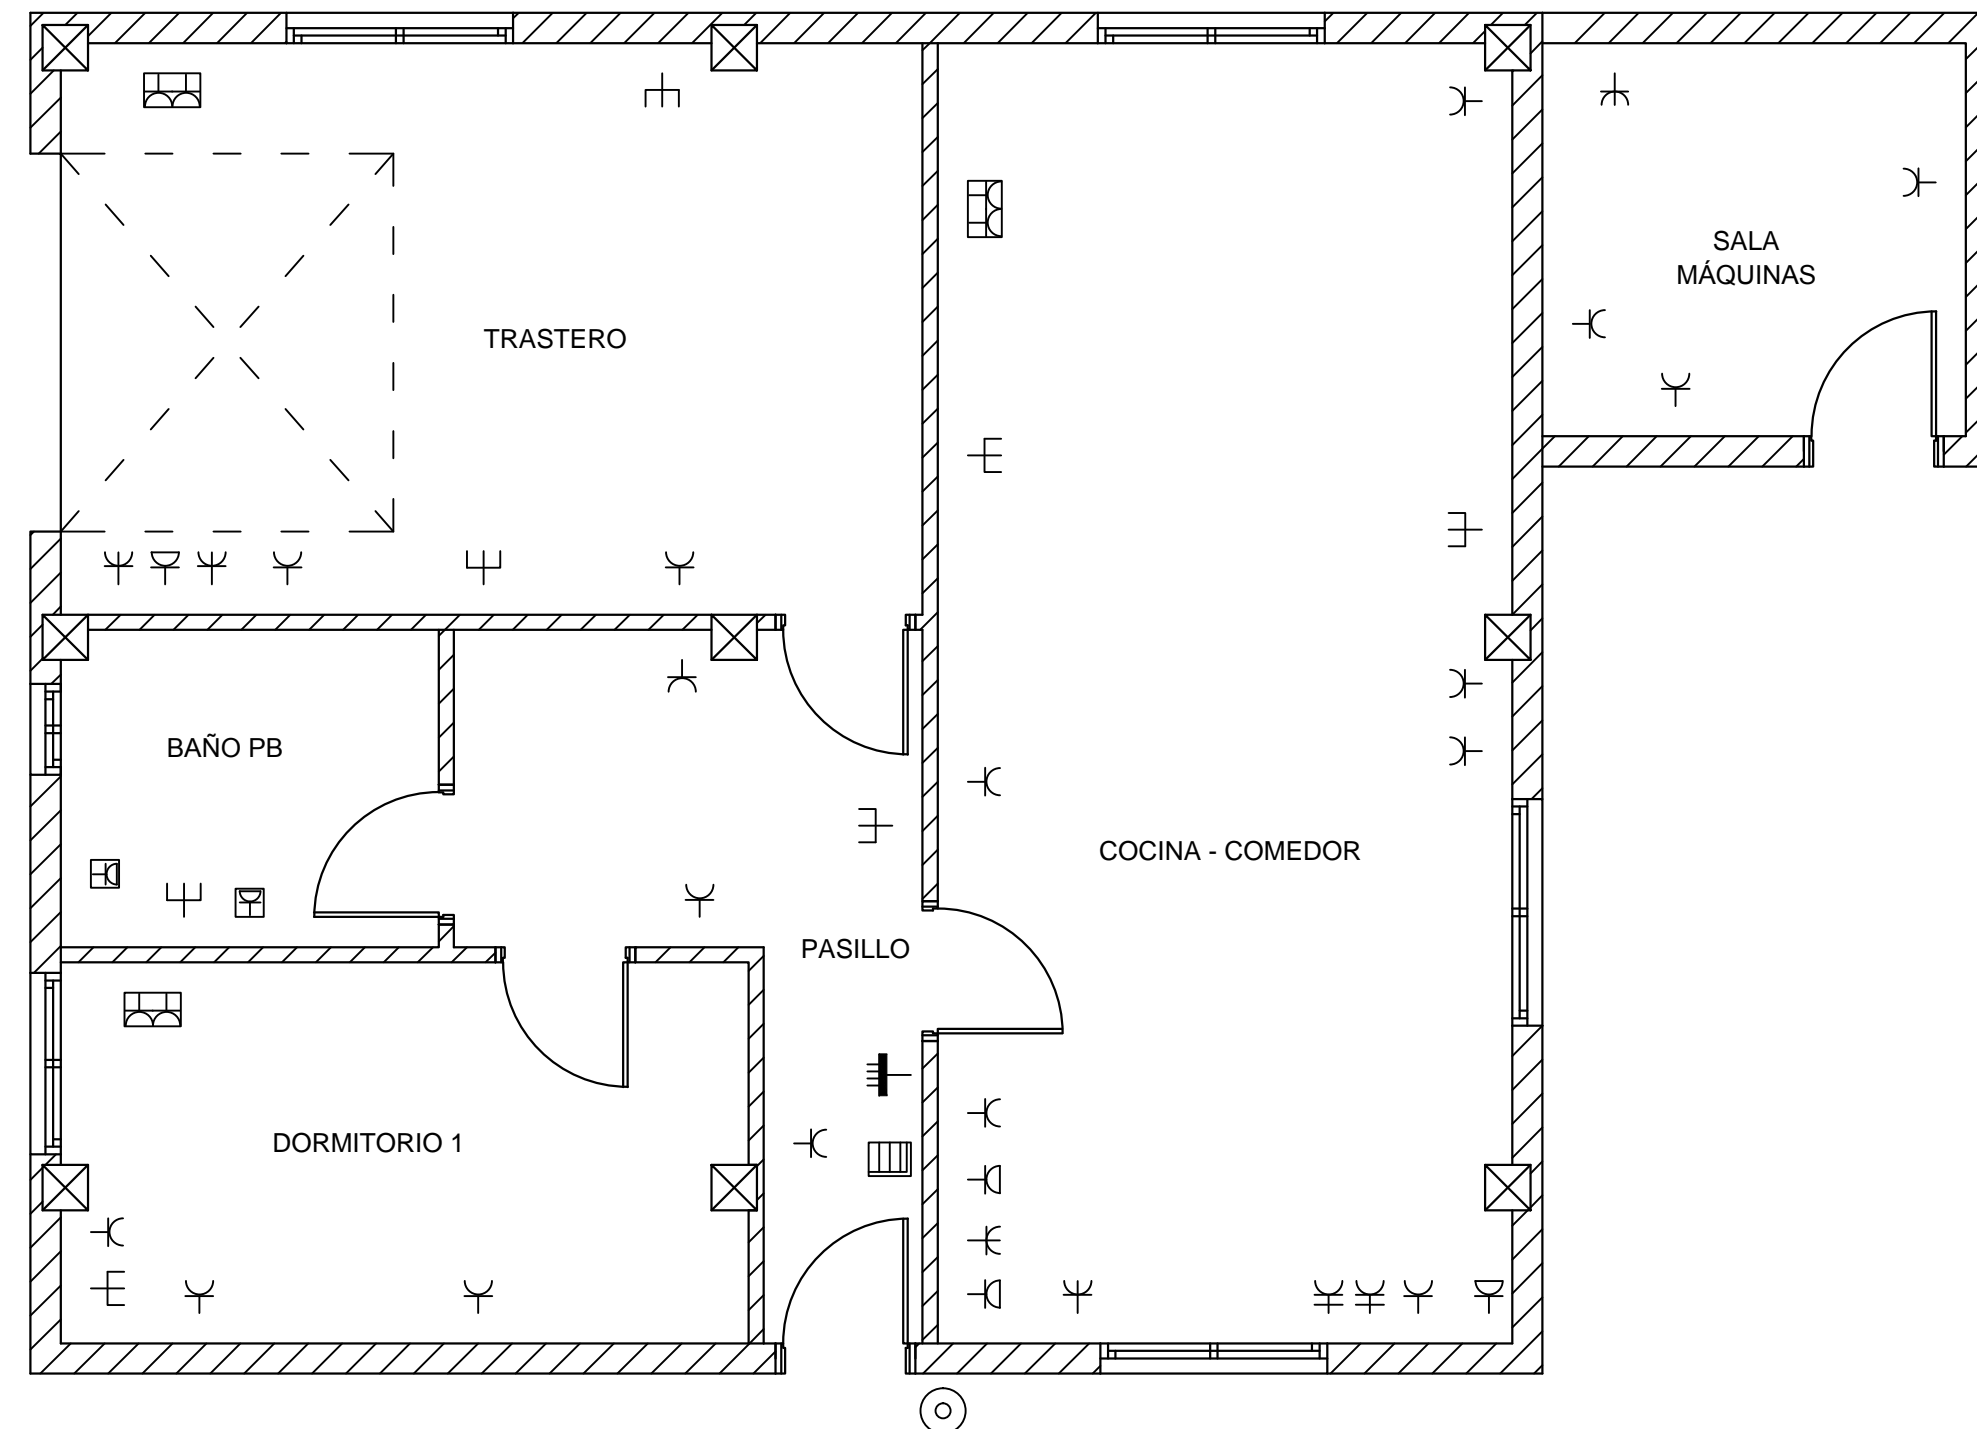 SALA
MÁQUINAS
TRASTERO
BAÑO PB
COCINA - COMEDOR
PASILLO
DORMITORIO 1